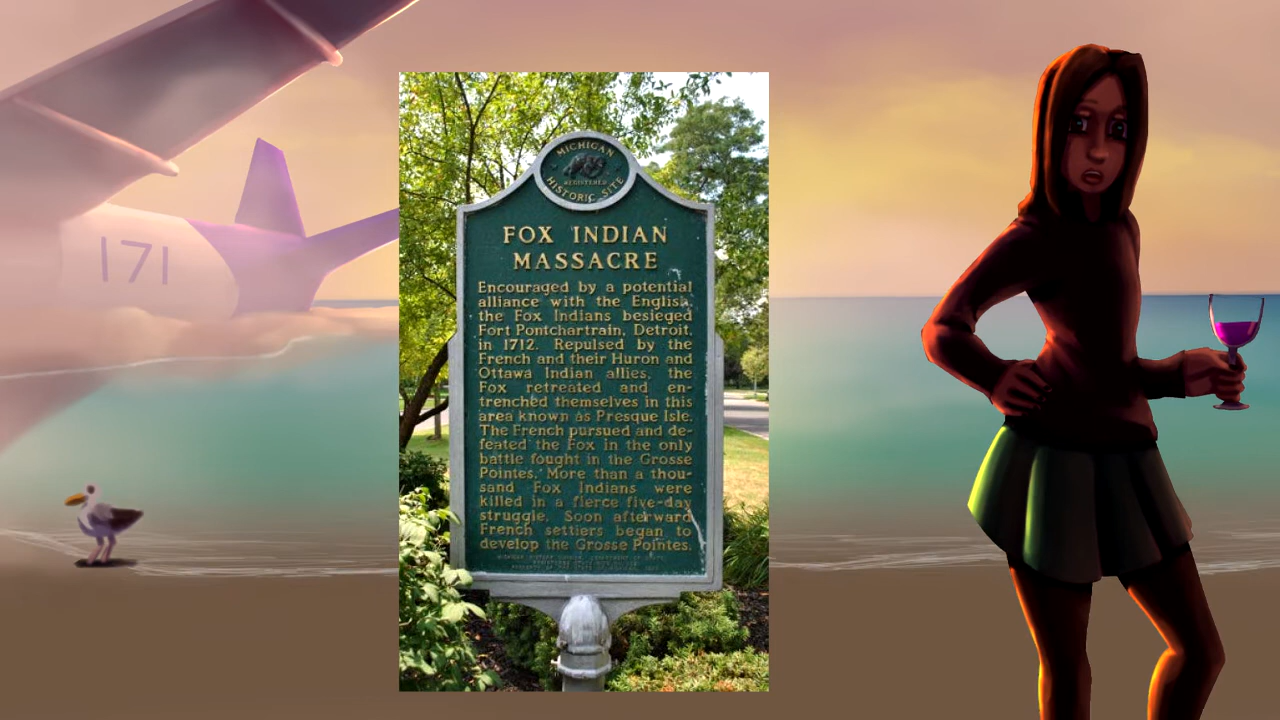 171
MICHIGAN
REGISTERED
HISTORIC SITE
FOX INDIAN
MASSACRE
Encouraged by a potential
alliance with the English,
the Fox Indians besieged
Fort Pontchartrain, Detroit,
in 1712. Repulsed by the
French and their Huron and
Ottawa Indian allies, the
Fox retreated and en-
trenched themselves in this
area known as Presque Isle.
The French pursued and de-
feated the Fox in the only
battle fought in the Grosse
Pointes. More than a thou-
sand Fox Indians were
killed in a fierce five-day
struggle. Soon afterward
French settlers began to
develop the Grosse Pointes.